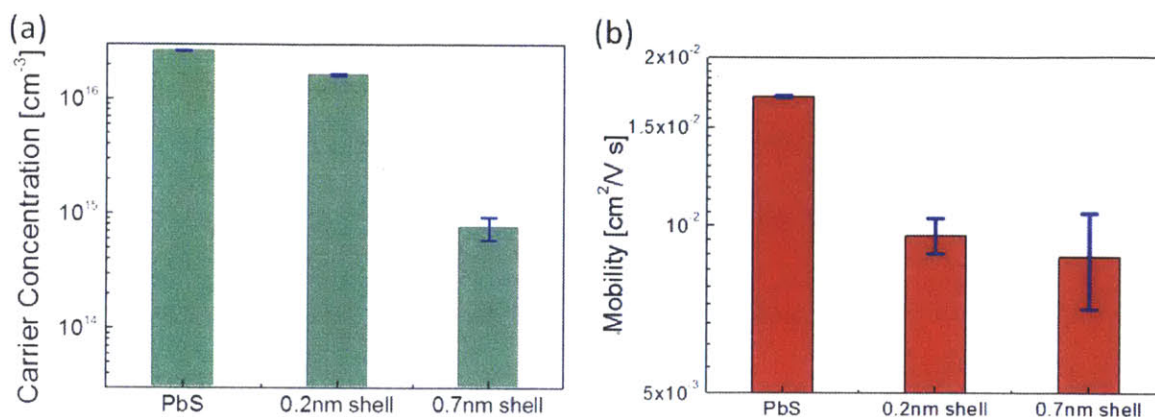 (a)
Carrier Concentration [cm⁻³]
10¹⁶
10¹⁵
10¹⁴
PbS 0.2nm shell 0.7nm shell
(b)
Mobility [cm²/V s]
2x10⁻²
1.5x10⁻²
10⁻²
5x10⁻³
PbS 0.2nm shell 0.7nm shell